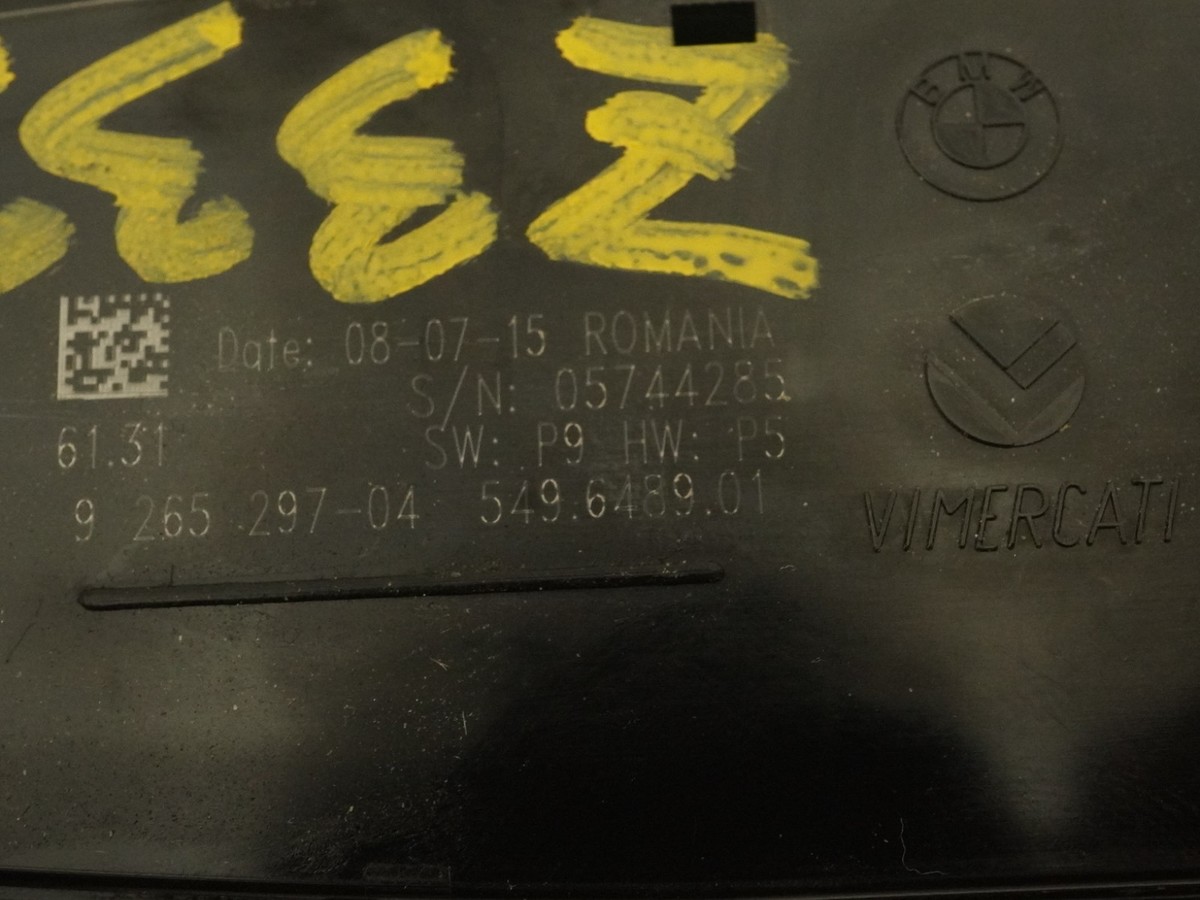 BMW
Date: 08-07-15 ROMANIA
S/N: 05744285
61.31
SW: P9 HW: P5
9 265 297-04 549.6489.01
VIMERCATI